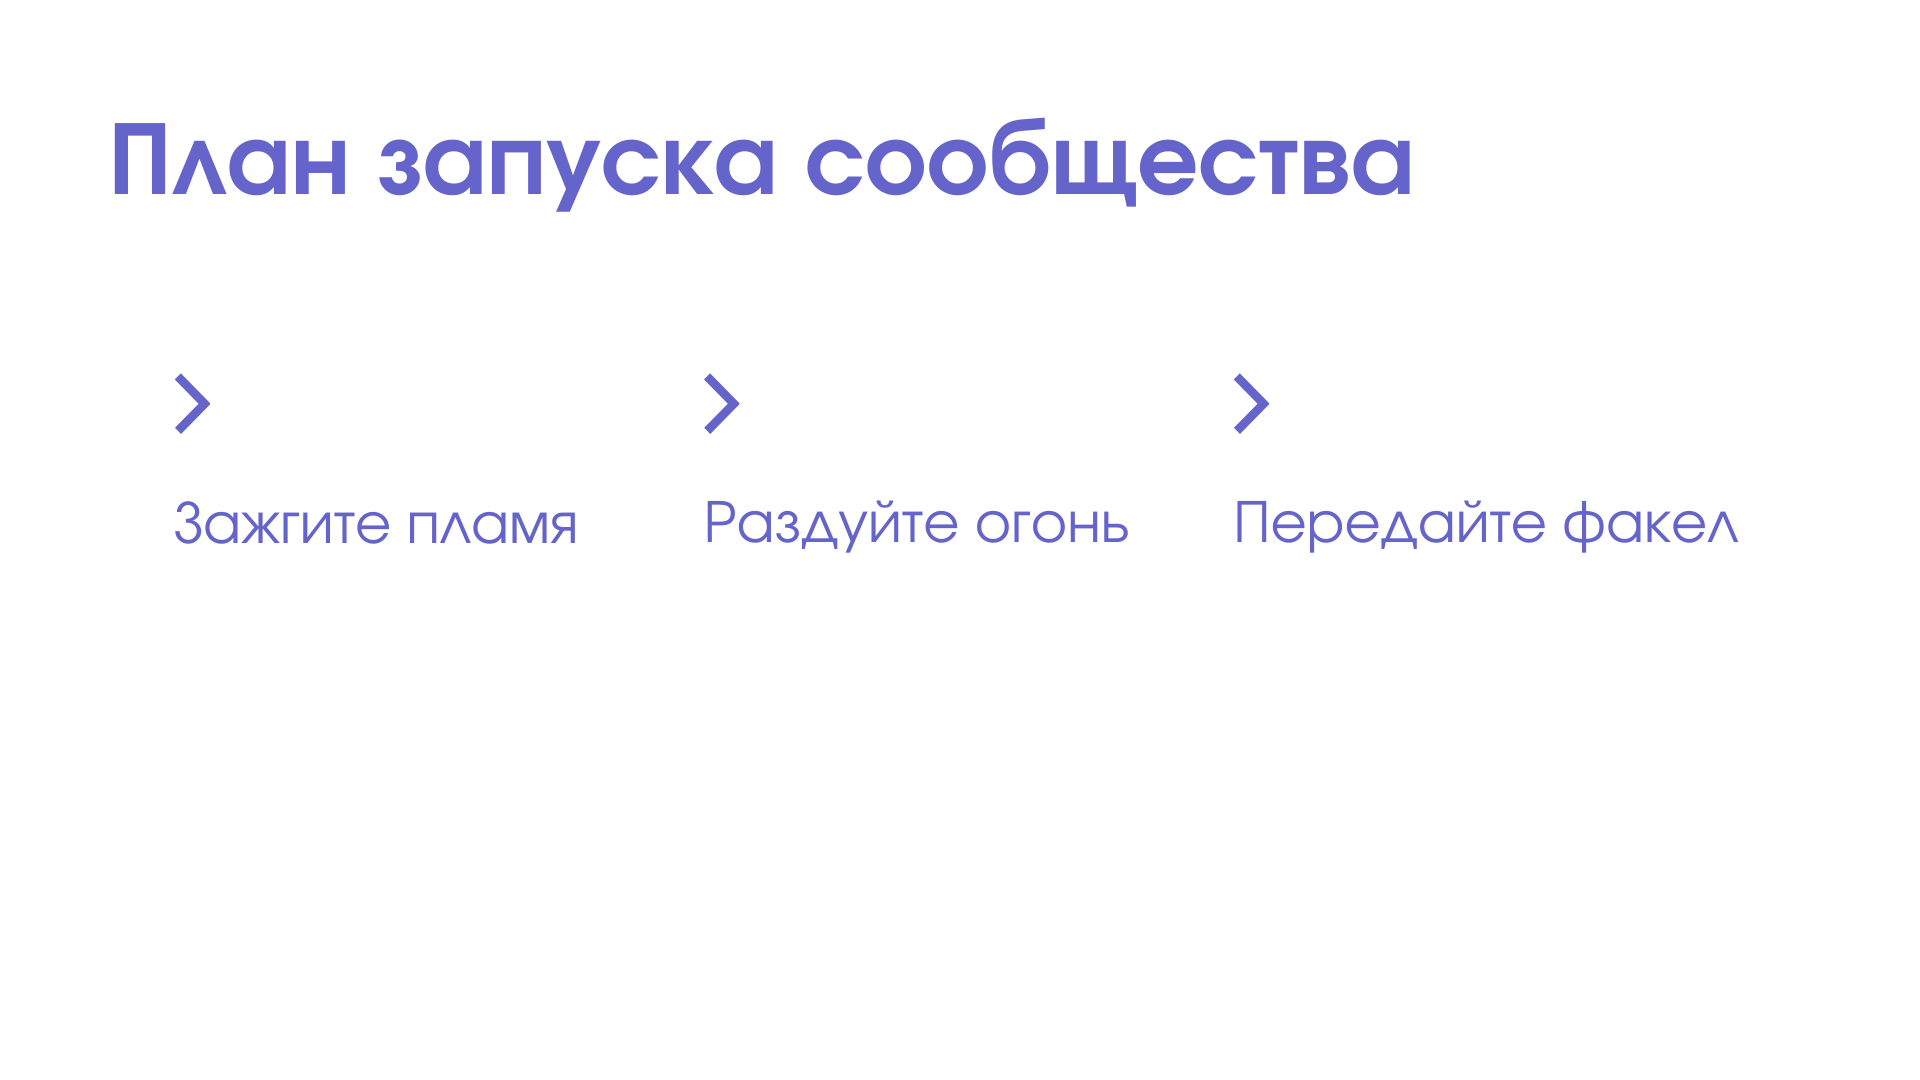 План запуска сообщества
Зажгите пламя
Раздуйте огонь
Передайте факел